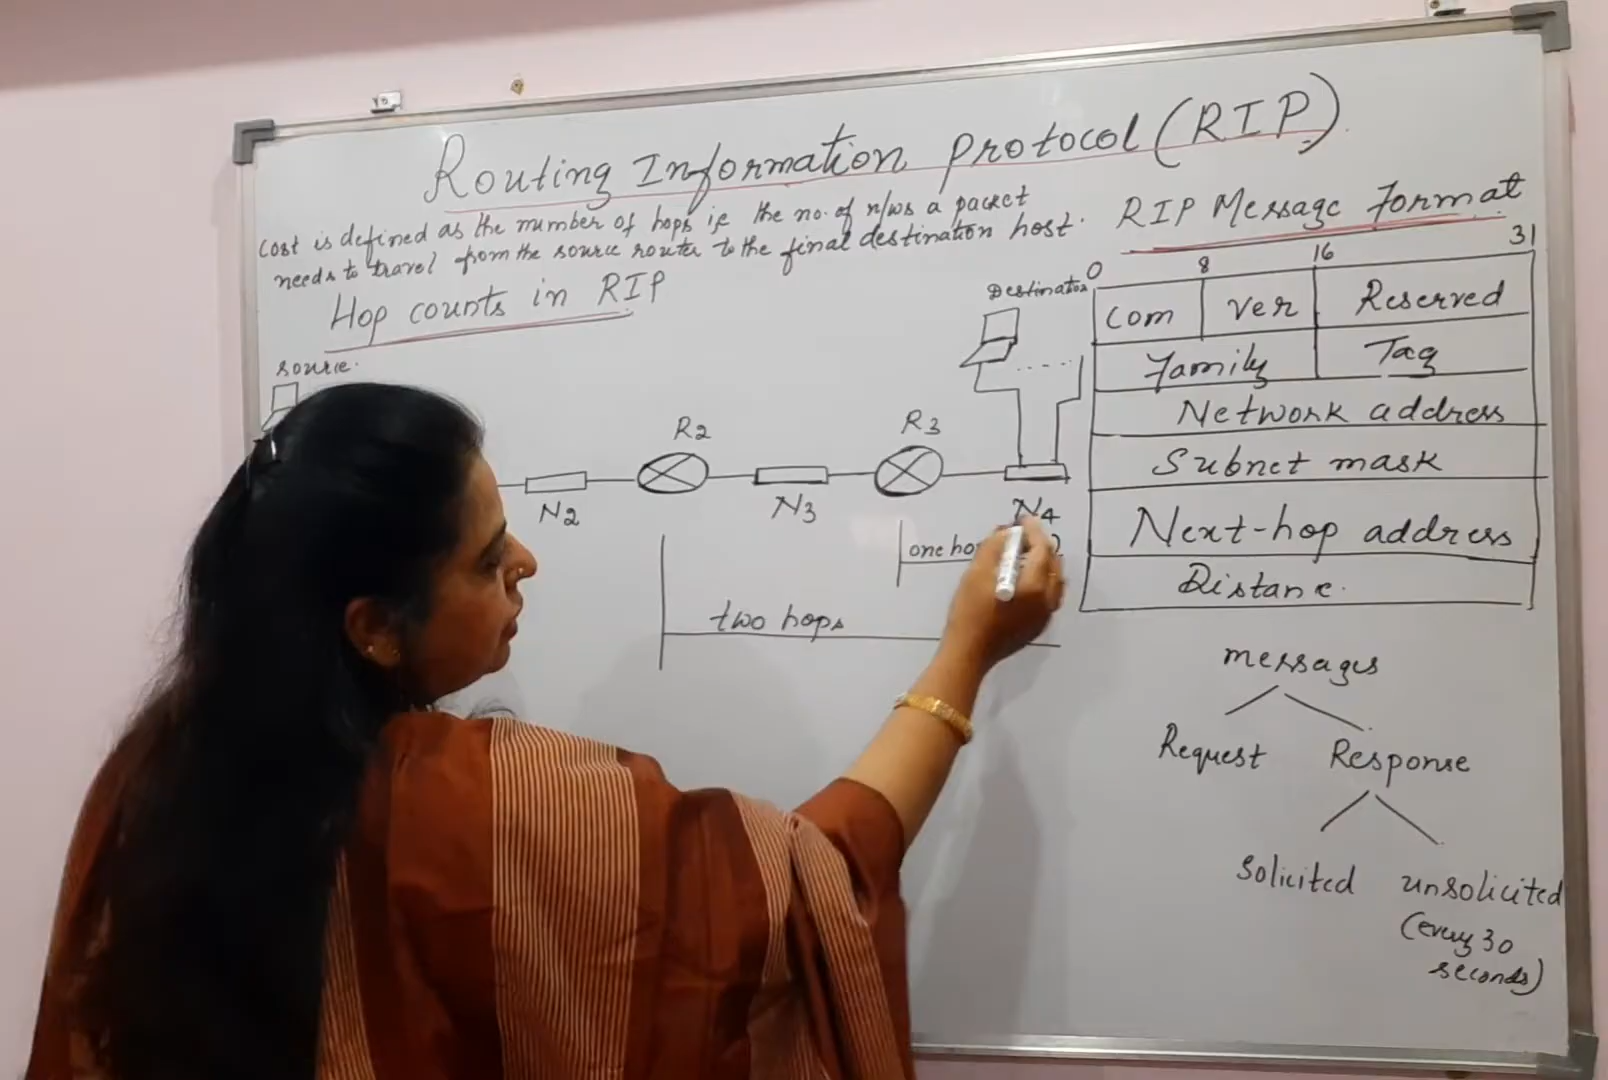 Routing Information Protocol (RIP)
cost is defined as the number of hops ie the no. of n/ws a packet
needs to travel from the source router to the final destination host.
Hop counts in RIP
source.
Destination
R2
R3
N2
N3
N4
one
two hops
RIP Message Format
0 8 16 31
Com Ver Reserved
Family Tag
Network address
Subnet mask
Next-hop address
Distance.
messages
Request Response
Solicited unsolicited
(every 30
seconds)